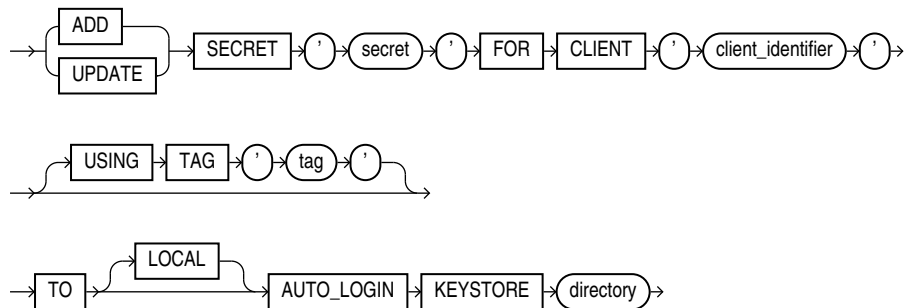 ADD
UPDATE
SECRET ' secret ' FOR CLIENT ' client_identifier '
USING TAG ' tag '
LOCAL
TO AUTO_LOGIN KEYSTORE directory